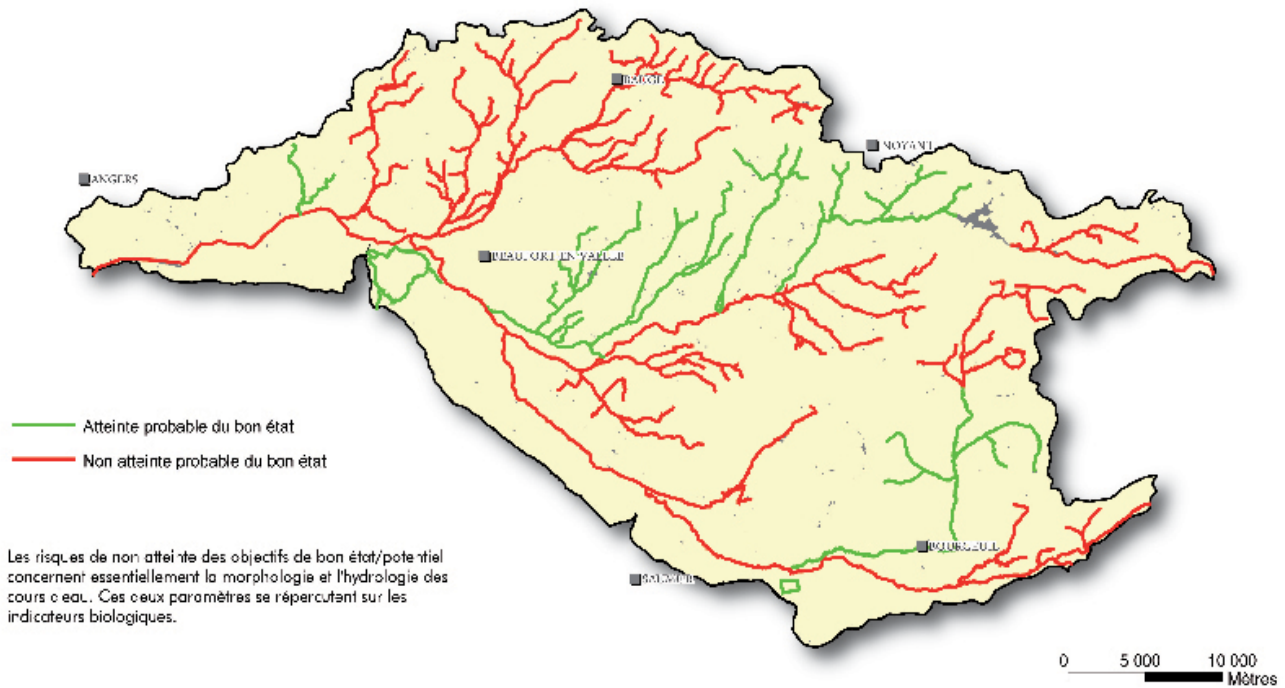 BAUGE
NOYANT
ANGERS
BEAUFORT EN VALLEE
Atteinte probable du bon état
Non atteinte probable du bon état
Les risques de non atteinte des objectifs de bon état/potentiel
concernent essentiellement la morphologie et l'hydrologie des
cours d eau. Ces deux paramètres se répercutent sur les
indicateurs biologiques.
BOURGEUIL
SAUMUR
0 5 000 10 000
Mètres